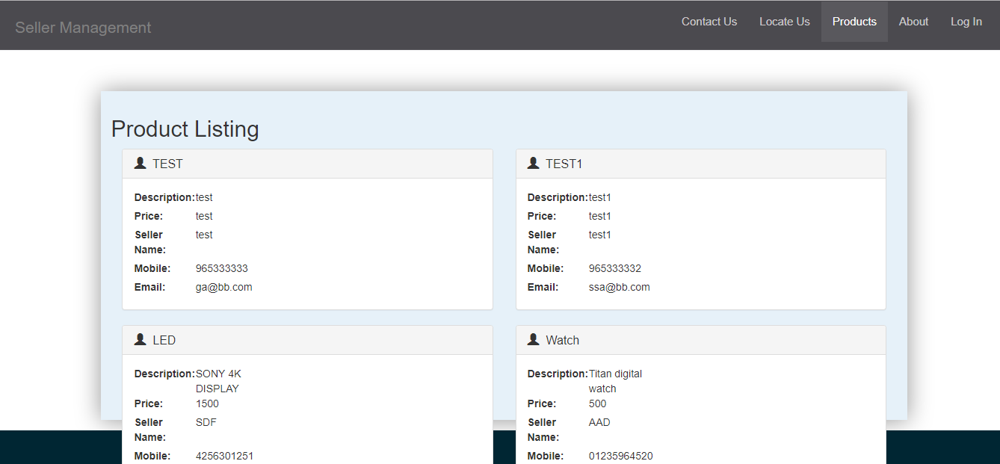 Seller Management
Contact Us Locate Us Products About Log In
Product Listing
TEST
Description: test
Price: test
Seller Name: test
Mobile: 965333333
Email: ga@bb.com
TEST1
Description: test1
Price: test1
Seller Name: test1
Mobile: 965333332
Email: ssa@bb.com
LED
Description: SONY 4K
DISPLAY
Price: 1500
Seller Name: SDF
Mobile: 4256301251
Watch
Description: Titan digital
watch
Price: 500
Seller Name: AAD
Mobile: 01235964520